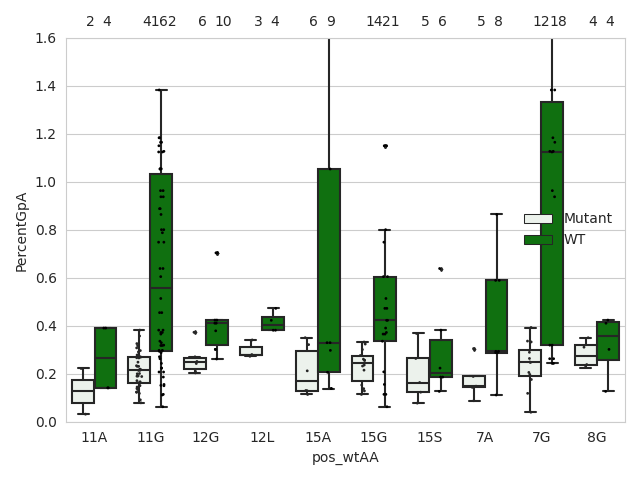 2 4 4162 6 10 3 4 6 9 1421 5 6 5 8 1218 4 4
1.6
1.4
1.2
1.0
0.8
0.6
0.4
0.2
0.0
PercentGpA
Mutant
WT
11A 11G 12G 12L 15A 15G 15S 7A 7G 8G
pos_wtAA